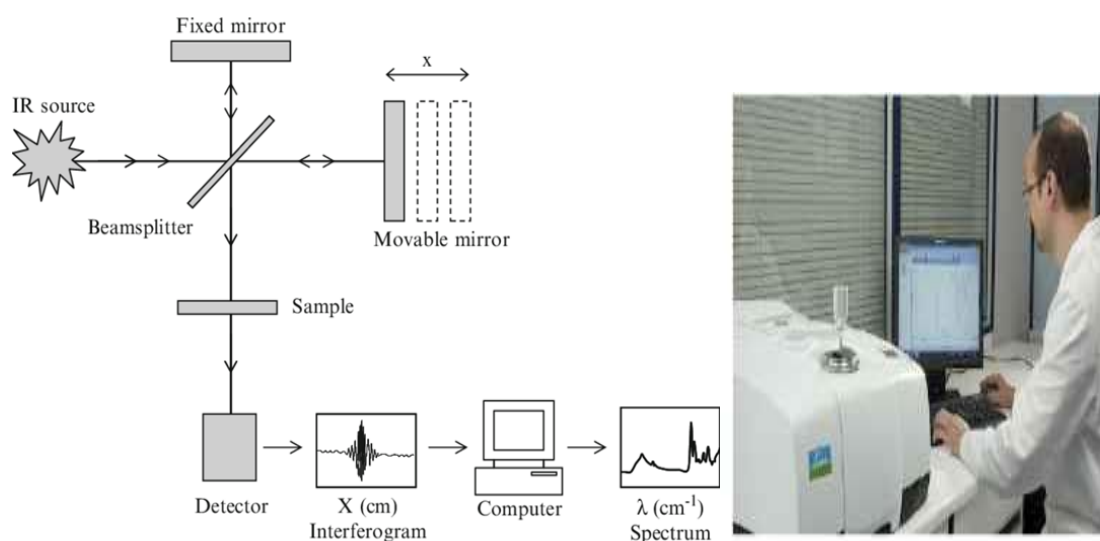 Fixed mirror
x
IR source
Beamsplitter
Movable mirror
Sample
Detector
X (cm)
Interferogram
Computer
λ (cm-1)
Spectrum